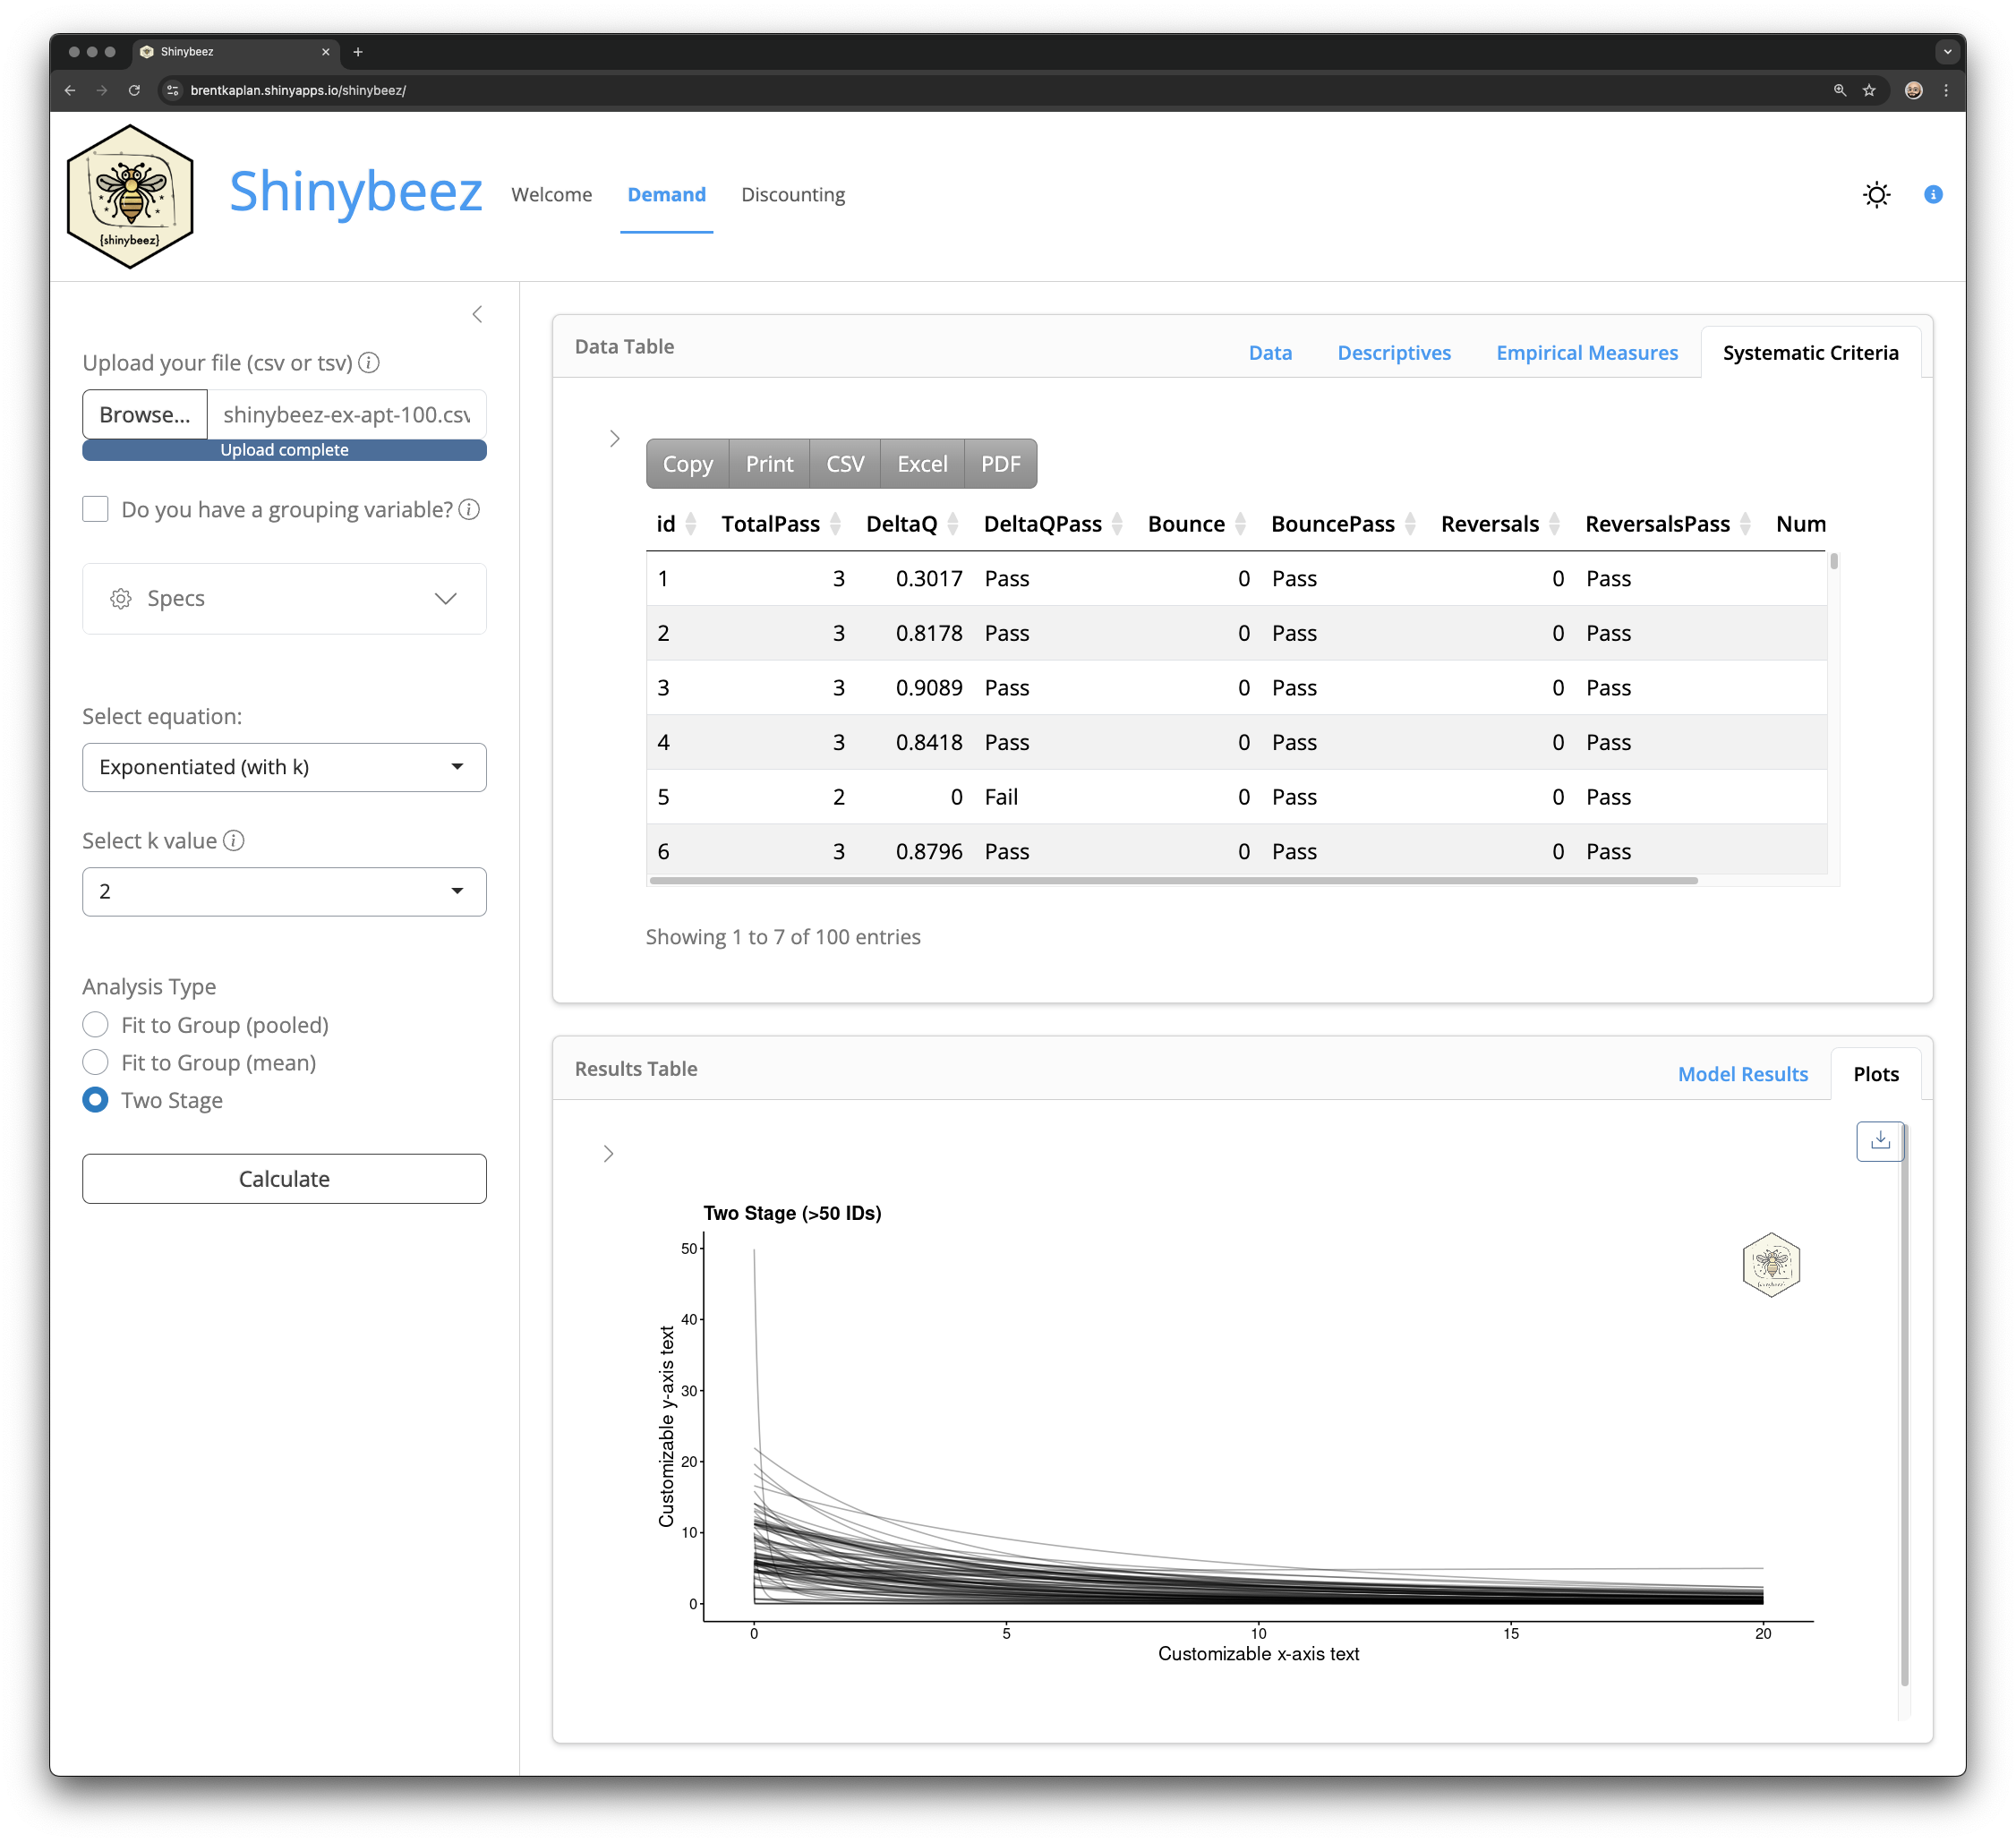 Shinybeez
brentkaplan.shinyapps.io/shinybeez/
{shinybeez}
Shinybeez
Welcome
Demand
Discounting
Upload your file (csv or tsv)
Browse... shinybeez-ex-apt-100.csv
Upload complete
Do you have a grouping variable?
Specs
Select equation:
Exponentiated (with k)
Select k value
2
Analysis Type
Fit to Group (pooled)
Fit to Group (mean)
Two Stage
Calculate
Data Table
Data
Descriptives
Empirical Measures
Systematic Criteria
Copy Print CSV Excel PDF
id TotalPass DeltaQ DeltaQPass Bounce BouncePass Reversals ReversalsPass Num
1 3 0.3017 Pass 0 Pass 0 Pass
2 3 0.8178 Pass 0 Pass 0 Pass
3 3 0.9089 Pass 0 Pass 0 Pass
4 3 0.8418 Pass 0 Pass 0 Pass
5 2 0 Fail 0 Pass 0 Pass
6 3 0.8796 Pass 0 Pass 0 Pass
Showing 1 to 7 of 100 entries
Results Table
Model Results
Plots
Two Stage (>50 IDs)
Customizable y-axis text
50
40
30
20
10
0
0 5 10 15 20
Customizable x-axis text